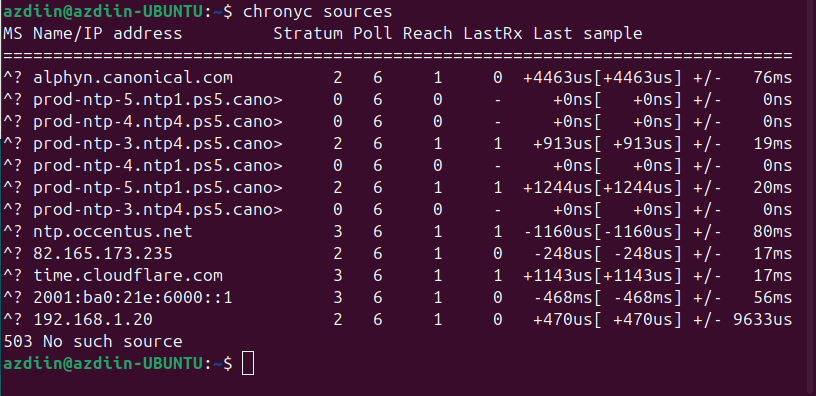 azdiin@azdiin-UBUNTU:~$ chronyc sources
MS Name/IP address         Stratum Poll Reach LastRx Last sample
===============================================================================
^? alphyn.canonical.com          2   6     1     0  +4463us[+4463us] +/-   76ms
^? prod-ntp-5.ntp1.ps5.cano>     0   6     0     -     +0ns[   +0ns] +/-    0ns
^? prod-ntp-4.ntp4.ps5.cano>     0   6     0     -     +0ns[   +0ns] +/-    0ns
^? prod-ntp-3.ntp4.ps5.cano>     2   6     1     1   +913us[ +913us] +/-   19ms
^? prod-ntp-4.ntp1.ps5.cano>     0   6     0     -     +0ns[   +0ns] +/-    0ns
^? prod-ntp-5.ntp1.ps5.cano>     2   6     1     1  +1244us[+1244us] +/-   20ms
^? prod-ntp-3.ntp4.ps5.cano>     0   6     0     -     +0ns[   +0ns] +/-    0ns
^? ntp.occentus.net              3   6     1     1  -1160us[-1160us] +/-   80ms
^? 82.165.173.235                2   6     1     0   -248us[ -248us] +/-   17ms
^? time.cloudflare.com           3   6     1     1  +1143us[+1143us] +/-   17ms
^? 2001:ba0:21e:6000::1          3   6     1     0   -468ms[ -468ms] +/-   56ms
^? 192.168.1.20                  2   6     1     0   +470us[ +470us] +/- 9633us
503 No such source
azdiin@azdiin-UBUNTU:~$